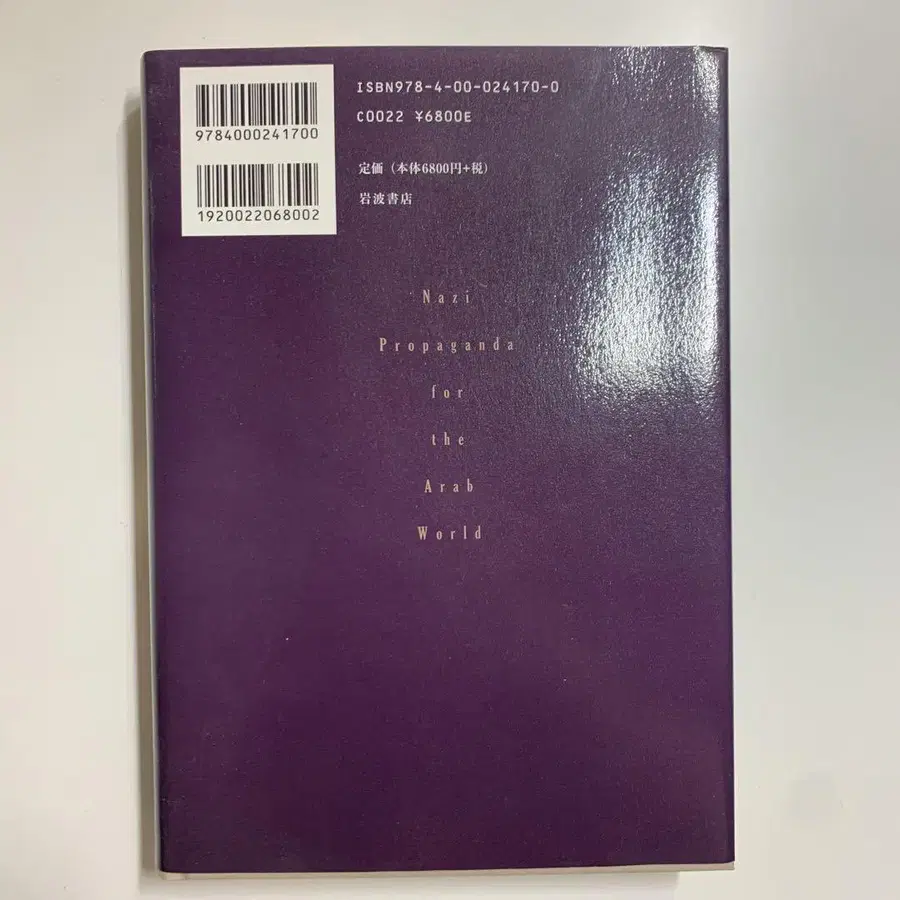 9784000241700
1920022068002
ISBN978-4-00-024170-0
C0022 ¥6800E
定価（本体6800円+税）
岩波書店
Nazi
Propaganda
for
the
Arab
World